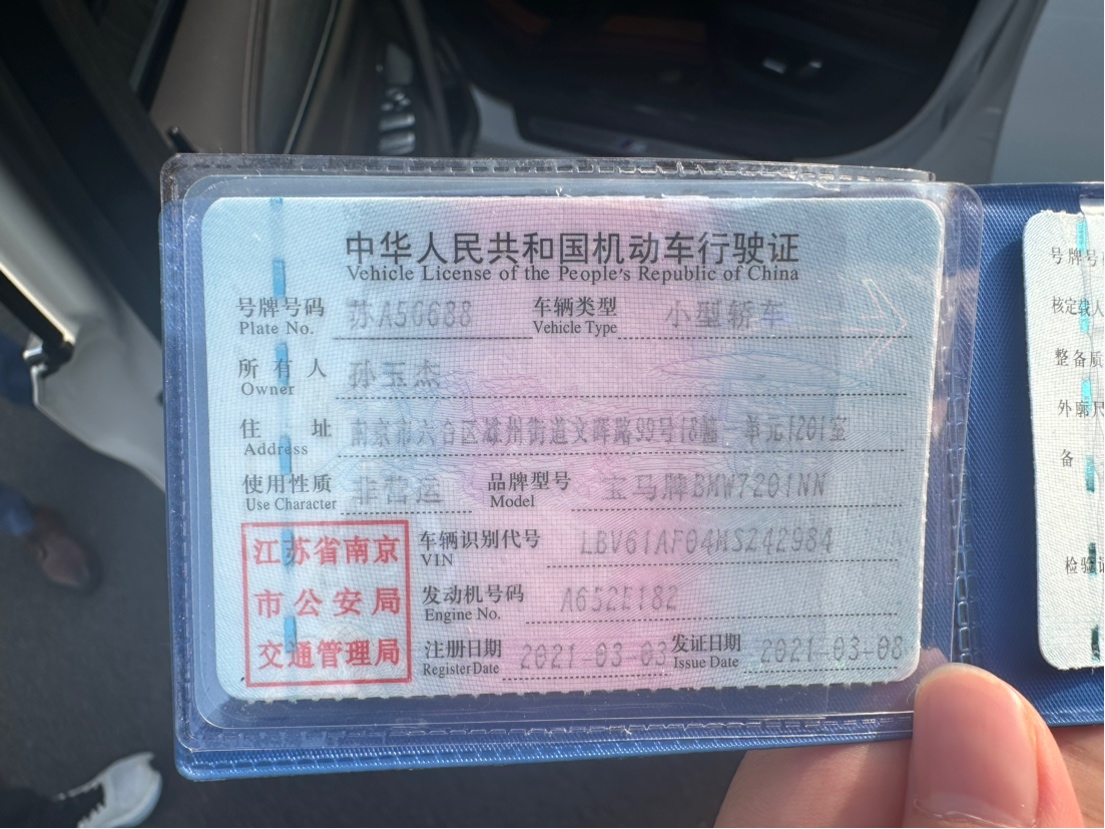 中华人民共和国机动车行驶证
Vehicle License of the People's Republic of China
号牌号码 苏A5G688 车辆类型 小型轿车
Plate No. Vehicle Type
所有人 孙玉杰
Owner
住址 南京市六合区雄州街道文晖路99号18幢一单元1201室
Address
使用性质 非营运 品牌型号 宝马牌BMW7201NN
Use Character Model
江苏省南京
市公安局
交通管理局
车辆识别代号 LBV61AF04MS242984
VIN
发动机号码 A652E182
Engine No.
注册日期 2021-03-03 发证日期 2021-03-08
Register Date Issue Date
号牌号
核定载人
整备质
外廓尺
备
检验记